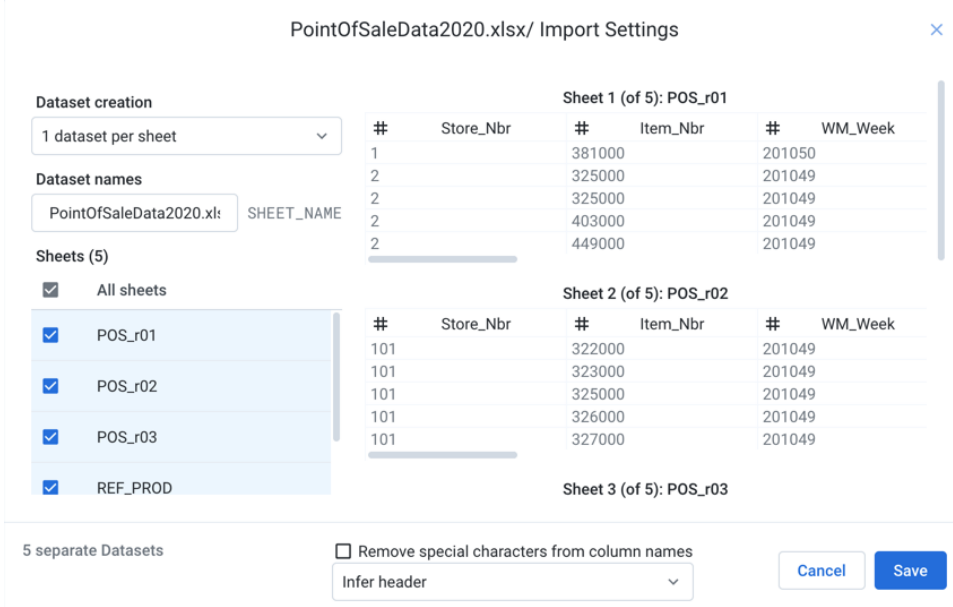 PointOfSaleData2020.xlsx/ Import Settings
Dataset creation
1 dataset per sheet
Dataset names
PointOfSaleData2020.xls SHEET_NAME
Sheets (5)
All sheets
POS_r01
POS_r02
POS_r03
REF_PROD
Sheet 1 (of 5): POS_r01
# Store_Nbr # Item_Nbr # WM_Week
1 381000 201050
2 325000 201049
2 325000 201049
2 403000 201049
2 449000 201049
Sheet 2 (of 5): POS_r02
# Store_Nbr # Item_Nbr # WM_Week
101 322000 201049
101 323000 201049
101 325000 201049
101 326000 201049
101 327000 201049
Sheet 3 (of 5): POS_r03
5 separate Datasets
Remove special characters from column names
Infer header
Cancel
Save